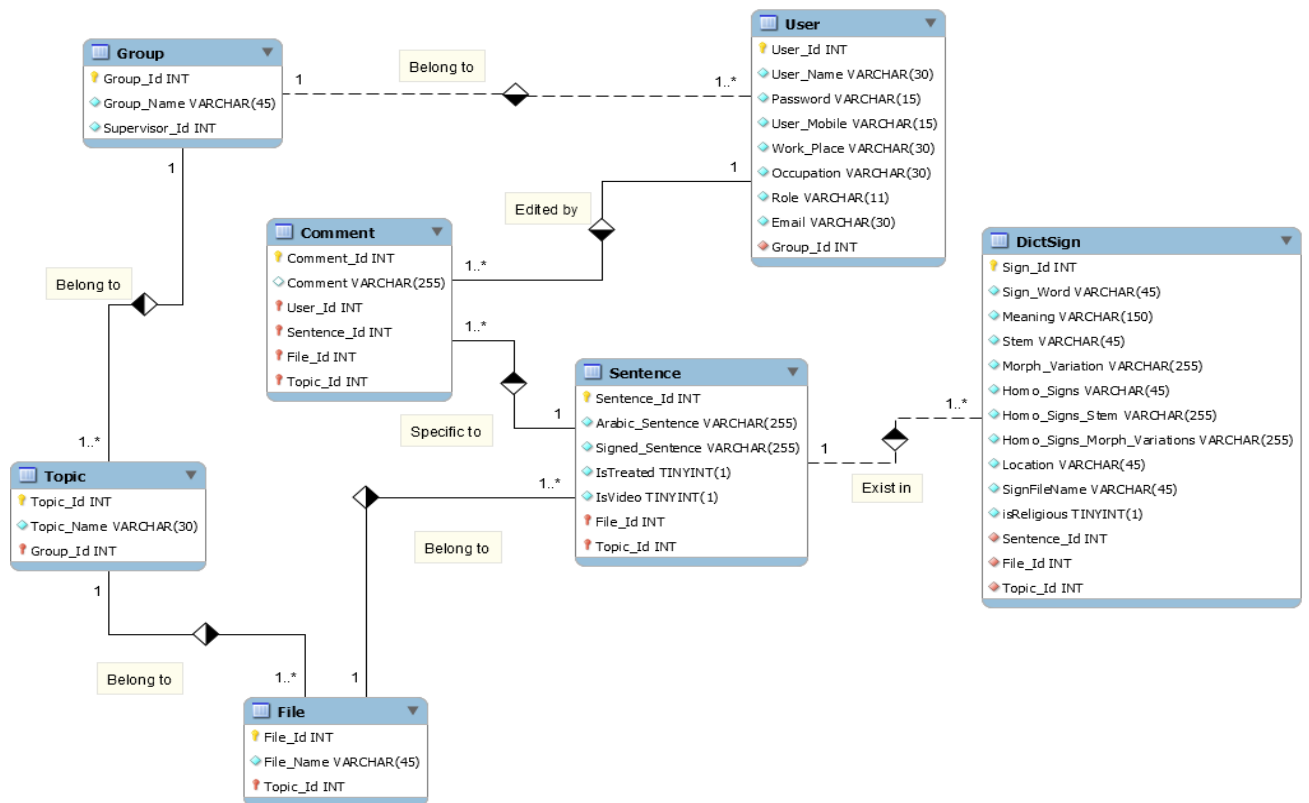 Group
Group_Id INT
Group_Name VARCHAR(45)
Supervisor_Id INT
1
Belong to
1..*
User
User_Id INT
User_Name VARCHAR(30)
Password VARCHAR(15)
User_Mobile VARCHAR(15)
Work_Place VARCHAR(30)
Occupation VARCHAR(30)
Role VARCHAR(11)
Email VARCHAR(30)
Group_Id INT
1
1
Edited by
1..*
Comment
Comment_Id INT
Comment VARCHAR(255)
User_Id INT
Sentence_Id INT
File_Id INT
Topic_Id INT
1..*
Specific to
1
Belong to
1..*
Sentence
Sentence_Id INT
Arabic_Sentence VARCHAR(255)
Signed_Sentence VARCHAR(255)
IsTreated TINYINT(1)
IsVideo TINYINT(1)
File_Id INT
Topic_Id INT
1
Exist in
1..*
DictSign
Sign_Id INT
Sign_Word VARCHAR(45)
Meaning VARCHAR(150)
Stem VARCHAR(45)
Morph_Variation VARCHAR(255)
Homo_Signs VARCHAR(45)
Homo_Signs_Stem VARCHAR(255)
Homo_Signs_Morph_Variations VARCHAR(255)
Location VARCHAR(45)
SignFileName VARCHAR(45)
isReligious TINYINT(1)
Sentence_Id INT
File_Id INT
Topic_Id INT
Topic
Topic_Id INT
Topic_Name VARCHAR(30)
Group_Id INT
1..*
Belong to
1
1
Belong to
1..*
File
File_Id INT
File_Name VARCHAR(45)
Topic_Id INT